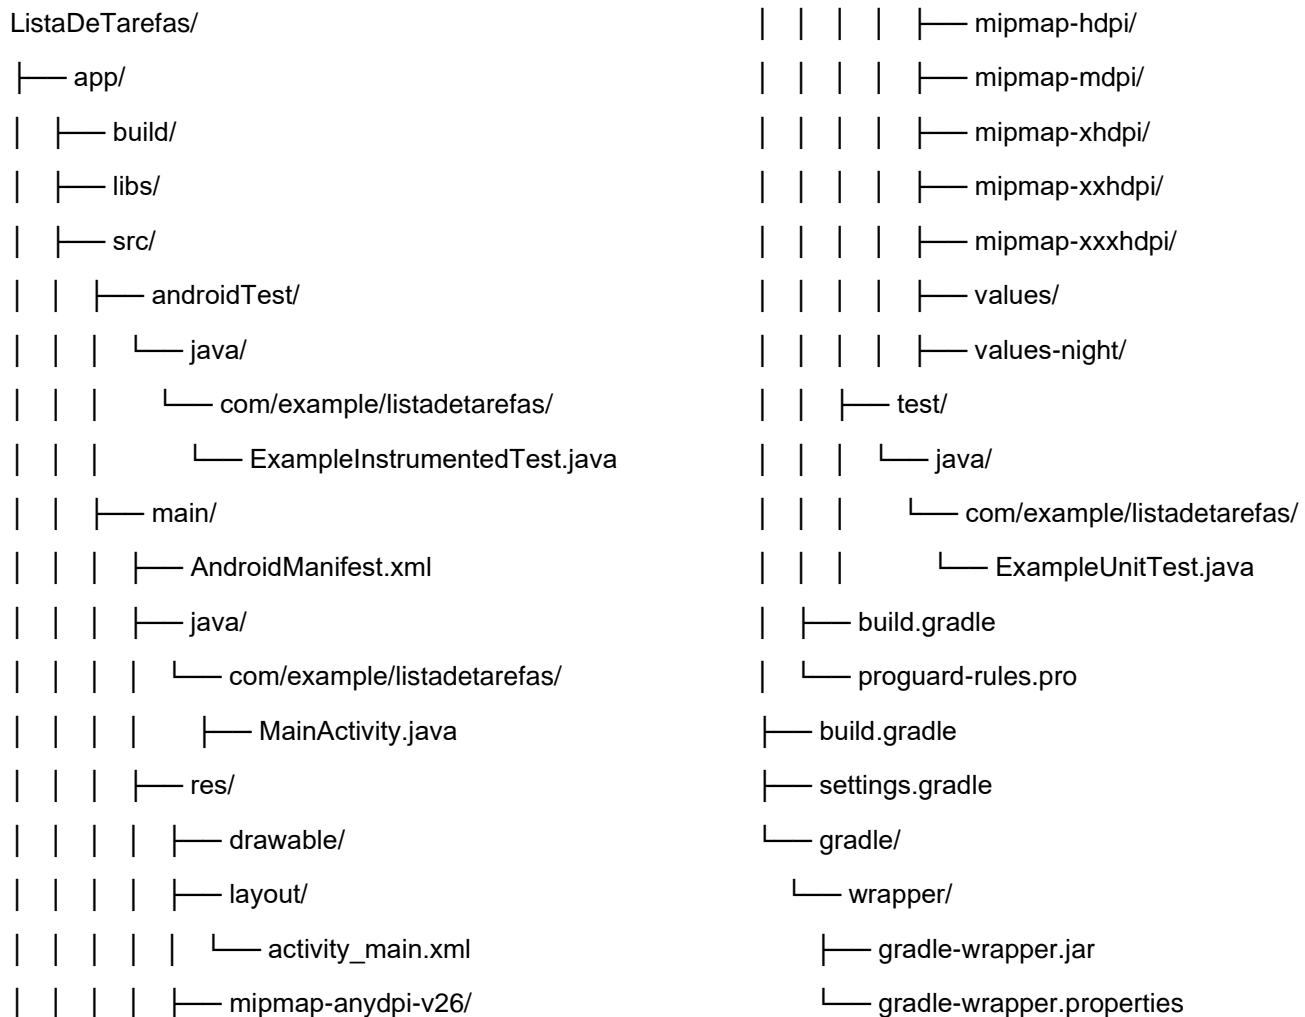 ListaDeTarefas/
├── app/
│ ├── build/
│ ├── libs/
│ ├── src/
│ │ ├── androidTest/
│ │ │ └── java/
│ │ │ └── com/example/listadetarefas/
│ │ │ └── ExampleInstrumentedTest.java
│ │ ├── main/
│ │ │ ├── AndroidManifest.xml
│ │ │ ├── java/
│ │ │ │ └── com/example/listadetarefas/
│ │ │ │ ├── MainActivity.java
│ │ │ ├── res/
│ │ │ │ ├── drawable/
│ │ │ │ ├── layout/
│ │ │ │ │ └── activity_main.xml
│ │ │ │ ├── mipmap-anydpi-v26/
│ │ │ │ ├── mipmap-hdpi/
│ │ │ │ ├── mipmap-mdpi/
│ │ │ │ ├── mipmap-xhdpi/
│ │ │ │ ├── mipmap-xxhdpi/
│ │ │ │ ├── mipmap-xxxhdpi/
│ │ │ │ ├── values/
│ │ │ │ ├── values-night/
│ │ ├── test/
│ │ │ └── java/
│ │ │ └── com/example/listadetarefas/
│ │ │ └── ExampleUnitTest.java
│ ├── build.gradle
│ └── proguard-rules.pro
├── build.gradle
├── settings.gradle
└── gradle/
└── wrapper/
├── gradle-wrapper.jar
└── gradle-wrapper.properties